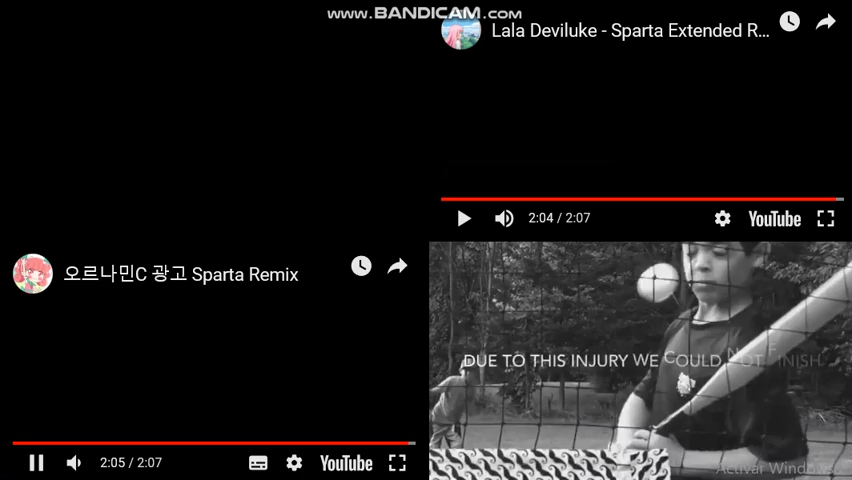 www.BANDICAM.com
Lala Deviluke - Sparta Extended R...
2:04 / 2:07
YouTube
오르나민C 광고 Sparta Remix
DUE TO THIS INJURY WE COULD NOT FINISH
2:05 / 2:07
YouTube
Activar Windows